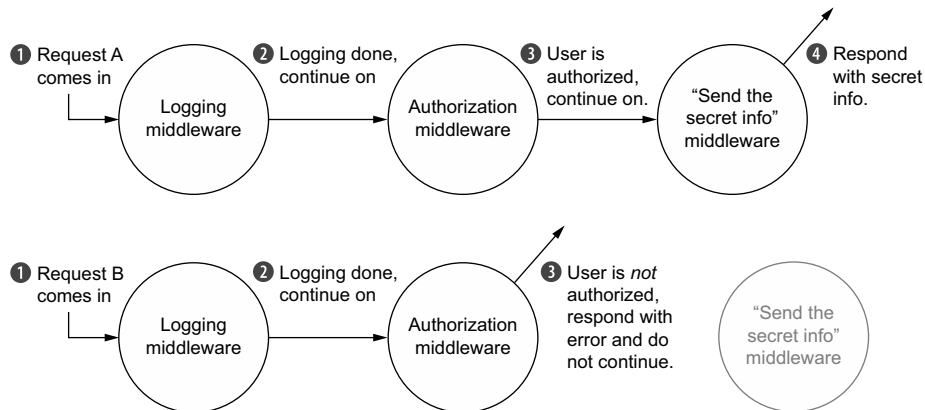 1 Request A
comes in
Logging
middleware
2 Logging done,
continue on
Authorization
middleware
3 User is
authorized,
continue on.
“Send the
secret info”
middleware
4 Respond
with secret
info.
1 Request B
comes in
Logging
middleware
2 Logging done,
continue on
Authorization
middleware
3 User is not
authorized,
respond with
error and do
not continue.
“Send the
secret info”
middleware